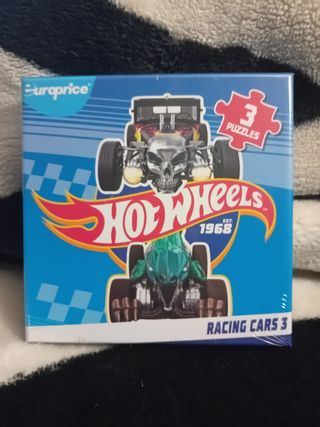 europrice
3
PUZZLES
HOT WHEELS
EST.
1968
RACING CARS 3